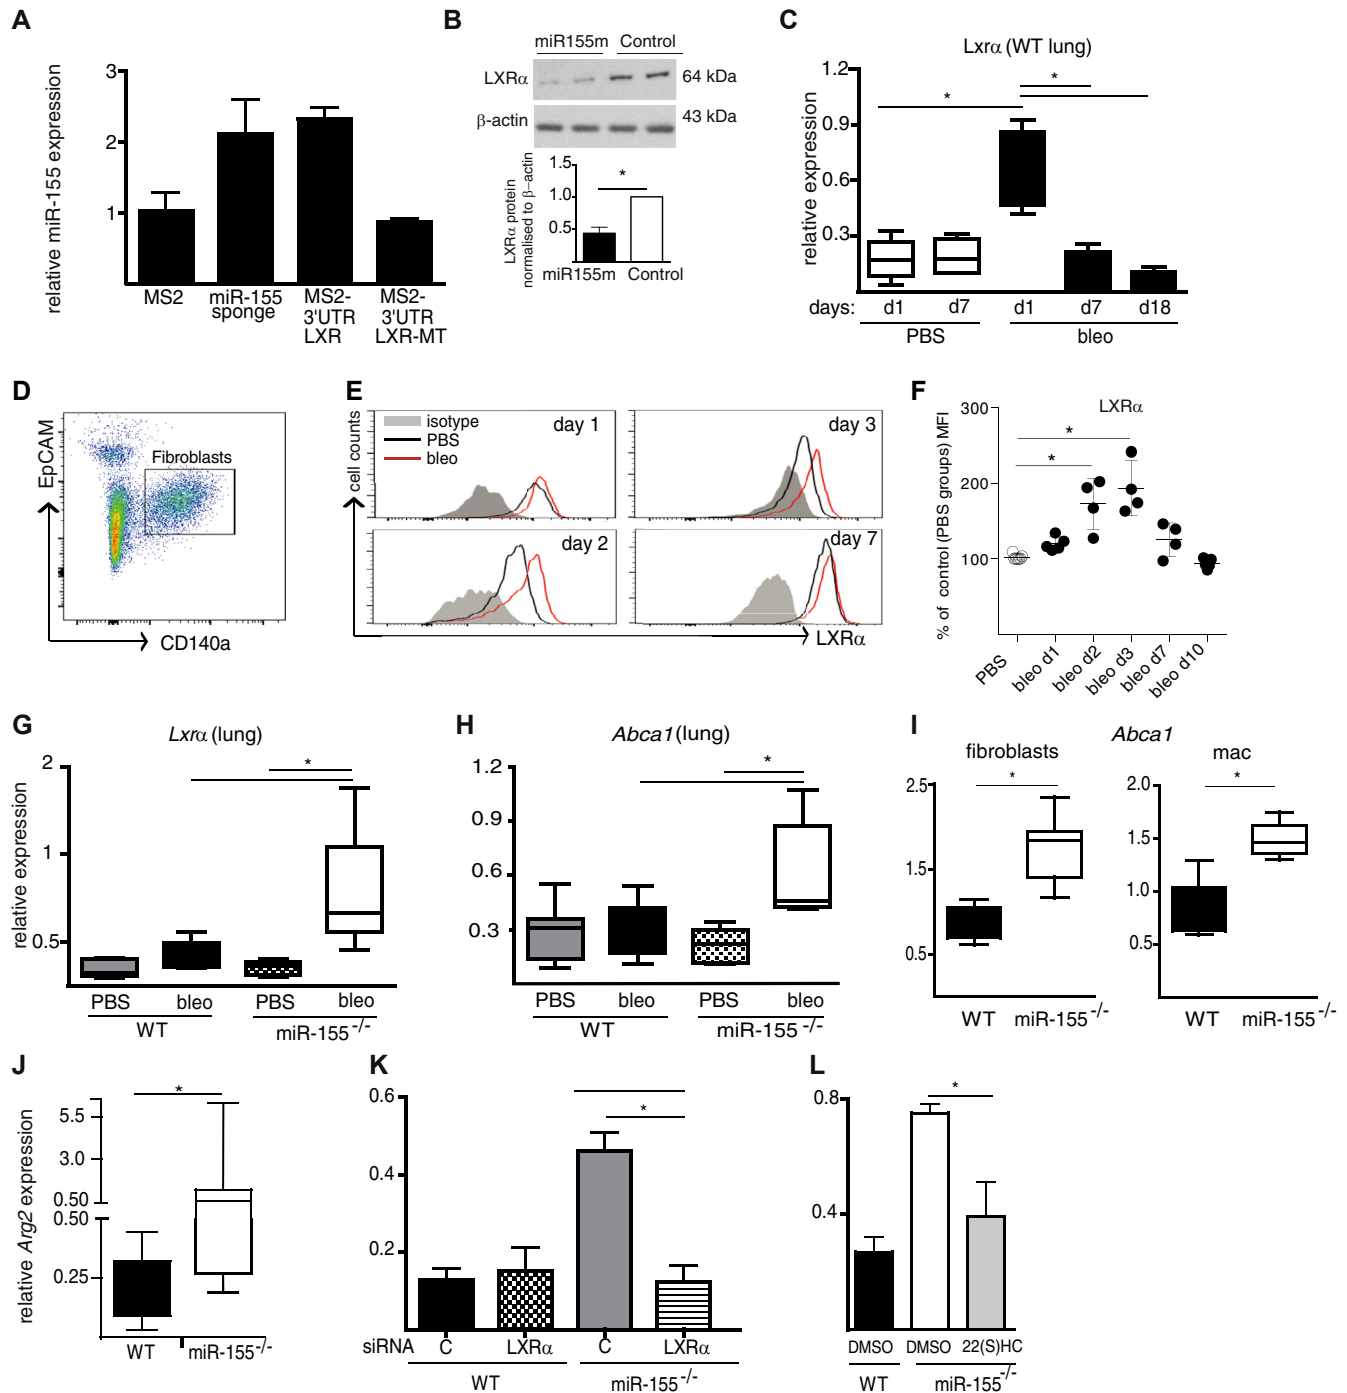 A
relative miR-155 expression
3
2
1
MS2
miR-155
sponge
MS2-
3'UTR
LXR
MS2-
3'UTR
LXR-MT
B
miR155m Control
LXRα
64 kDa
β-actin
43 kDa
LXRα protein
normalised to β-actin
1.5
1.0
0.5
*
miR155m Control
C
Lxrα (WT lung)
relative expression
1.2
0.9
0.6
0.3
*
*
days: d1 d7 d1 d7 d18
PBS bleo
D
EpCAM
Fibroblasts
CD140a
E
cell counts
isotype
PBS
bleo
day 1
day 3
day 2
day 7
LXRα
F
LXRα
% of control (PBS groups) MFI
300
200
100
*
*
PBS
bleo d1
bleo d2
bleo d3
bleo d7
bleo d10
G
Lxrα (lung)
relative expression
2
1
0.5
*
PBS bleo PBS bleo
WT miR-155-/-
H
Abca1 (lung)
1.2
0.9
0.6
0.3
*
PBS bleo PBS bleo
WT miR-155-/-
I
Abca1
fibroblasts
2.5
1.5
0.5
*
WT miR-155-/-
mac
2.0
1.5
1.0
0.5
*
WT miR-155-/-
J
relative Arg2 expression
5.5
3.0
0.50
0.50
0.25
*
WT miR-155-/-
K
0.6
0.4
0.2
*
siRNA C LXRα C LXRα
WT miR-155-/-
L
0.8
0.4
*
DMSO DMSO 22(S)HC
WT miR-155-/-